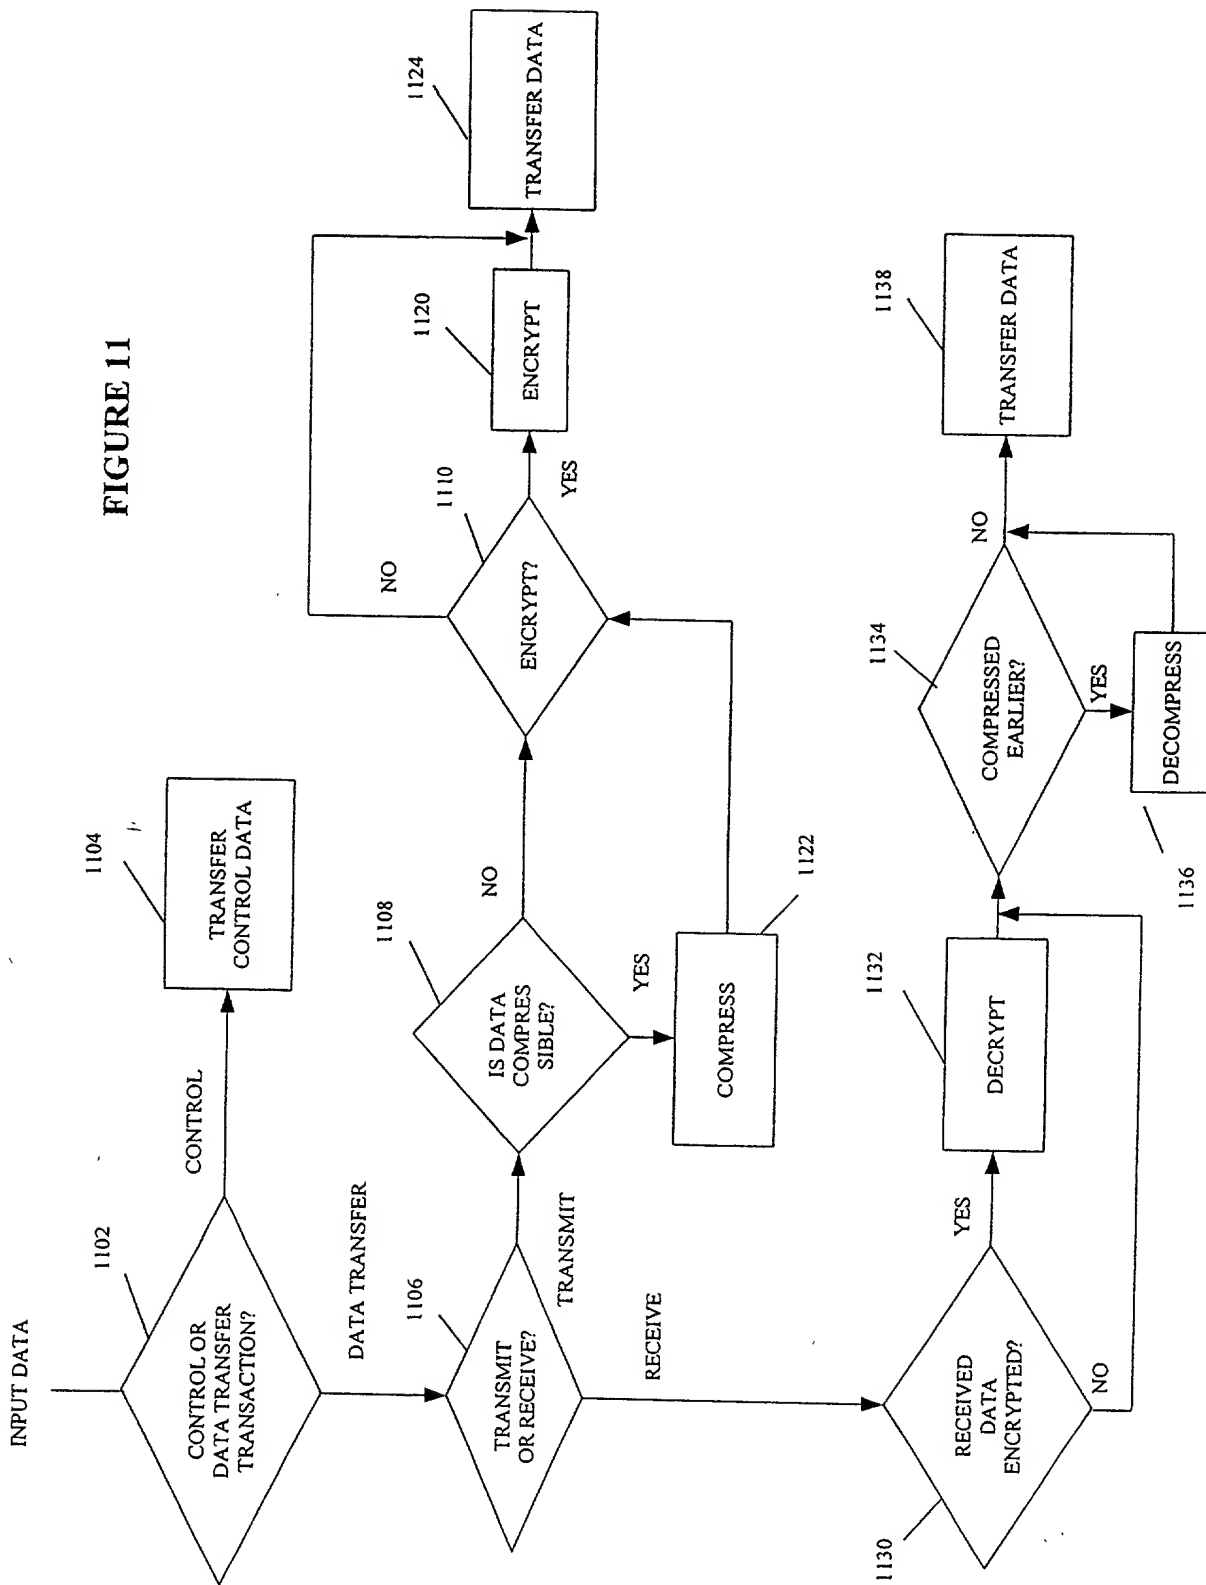 FIGURE 11
INPUT DATA
1102
CONTROL OR
DATA TRANSFER
TRANSACTION?
CONTROL
1104
TRANSFER
CONTROL DATA
DATA TRANSFER
1106
TRANSMIT
OR RECEIVE?
TRANSMIT
1108
IS DATA
COMPRES
SIBLE?
NO
YES
COMPRESS
1122
1110
ENCRYPT?
NO
YES
1120
ENCRYPT
1124
TRANSFER DATA
RECEIVE
1130
RECEIVED
DATA
ENCRYPTED?
YES
NO
1132
DECRYPT
1134
COMPRESSED
EARLIER?
NO
YES
1136
DECOMPRESS
1138
TRANSFER DATA